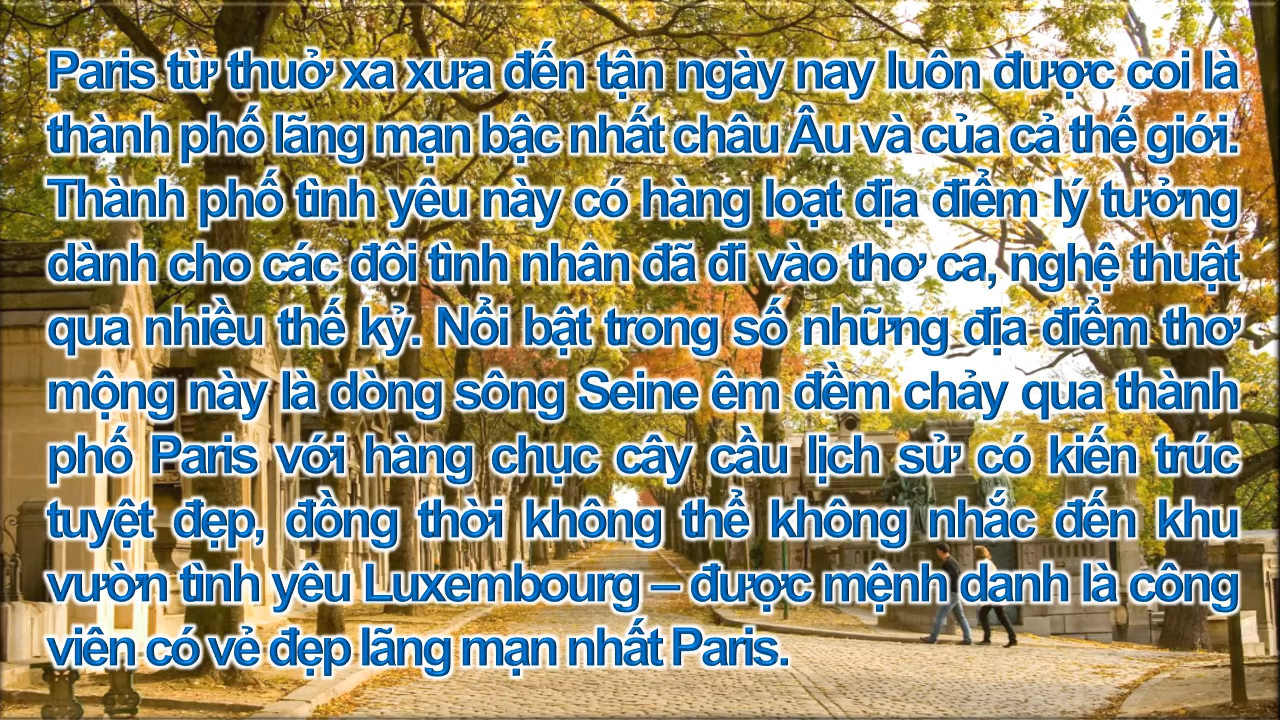 Paris từ thuở xa xưa đến tận ngày nay luôn được coi là
thành phố lãng mạn bậc nhất châu Âu và của cả thế giới.
Thành phố tình yêu này có hàng loạt địa điểm lý tưởng
dành cho các đôi tình nhân đã đi vào thơ ca, nghệ thuật
qua nhiều thế kỷ. Nổi bật trong số những địa điểm thơ
mộng này là dòng sông Seine êm đềm chảy qua thành
phố Paris với hàng chục cây cầu lịch sử có kiến trúc
tuyệt đẹp, đồng thời không thể không nhắc đến khu
vườn tình yêu Luxembourg – được mệnh danh là công
viên có vẻ đẹp lãng mạn nhất Paris.